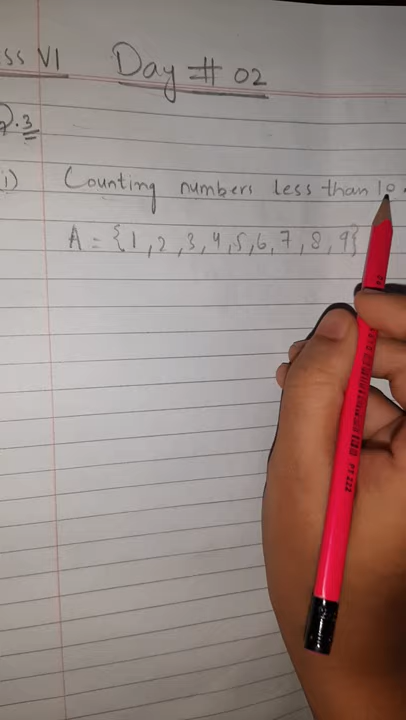 ss VI Day # 02
Q.3
i) Counting numbers less than 10.
A = {1, 2, 3, 4, 5, 6, 7, 8, 9}